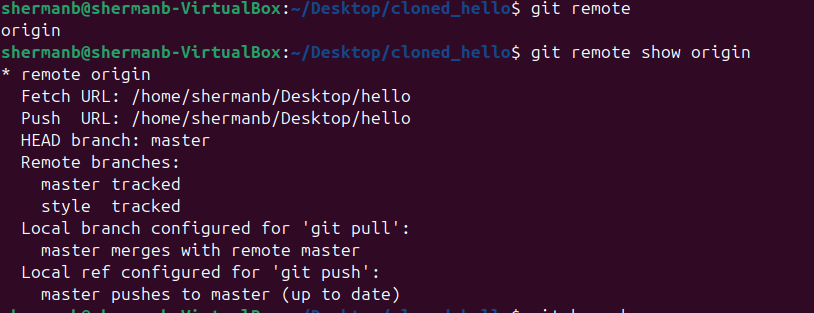 shermanb@shermanb-VirtualBox:~/Desktop/cloned_hello$ git remote
origin
shermanb@shermanb-VirtualBox:~/Desktop/cloned_hello$ git remote show origin
* remote origin
  Fetch URL: /home/shermanb/Desktop/hello
  Push  URL: /home/shermanb/Desktop/hello
  HEAD branch: master
  Remote branches:
    master tracked
    style  tracked
  Local branch configured for 'git pull':
    master merges with remote master
  Local ref configured for 'git push':
    master pushes to master (up to date)